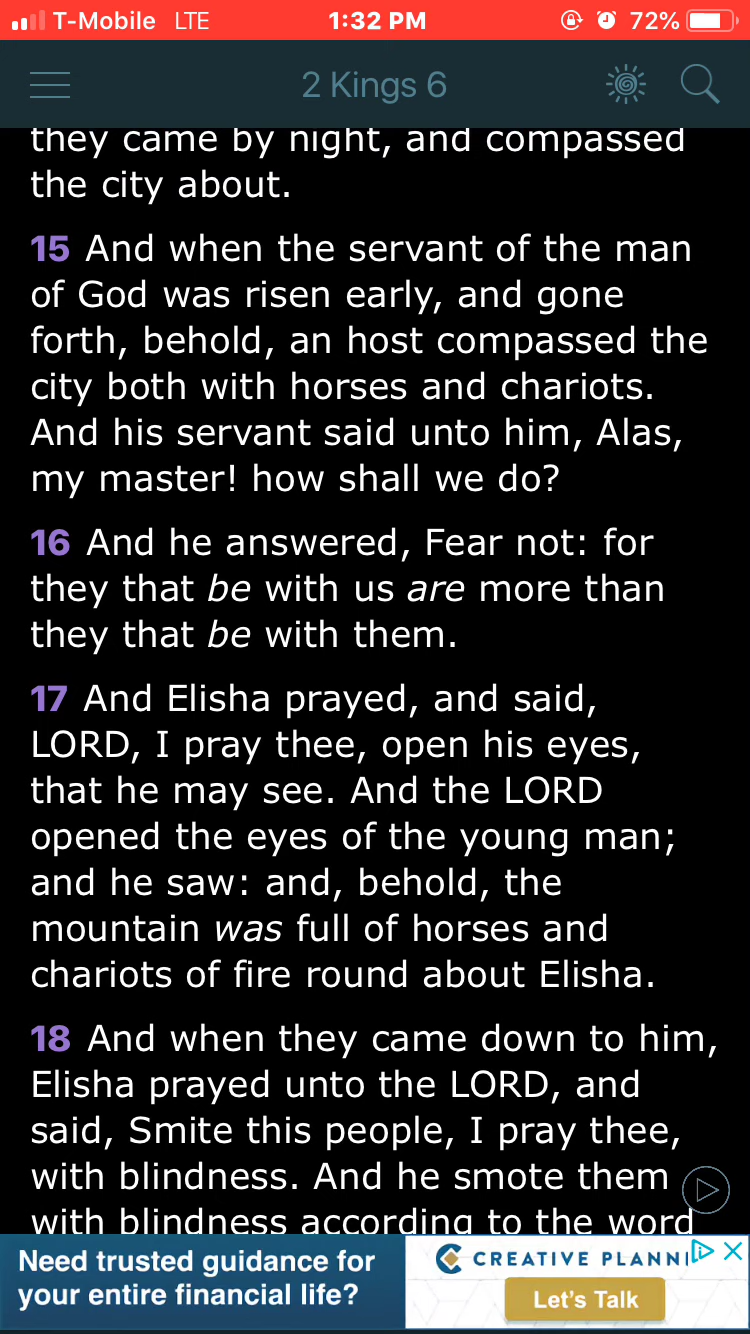 T-Mobile LTE 1:32 PM 72%
2 Kings 6
they came by night, and compassed
the city about.
15 And when the servant of the man
of God was risen early, and gone
forth, behold, an host compassed the
city both with horses and chariots.
And his servant said unto him, Alas,
my master! how shall we do?
16 And he answered, Fear not: for
they that be with us are more than
they that be with them.
17 And Elisha prayed, and said,
LORD, I pray thee, open his eyes,
that he may see. And the LORD
opened the eyes of the young man;
and he saw: and, behold, the
mountain was full of horses and
chariots of fire round about Elisha.
18 And when they came down to him,
Elisha prayed unto the LORD, and
said, Smite this people, I pray thee,
with blindness. And he smote them
with blindness according to the word
Need trusted guidance for
your entire financial life?
CREATIVE PLANNI
Let's Talk